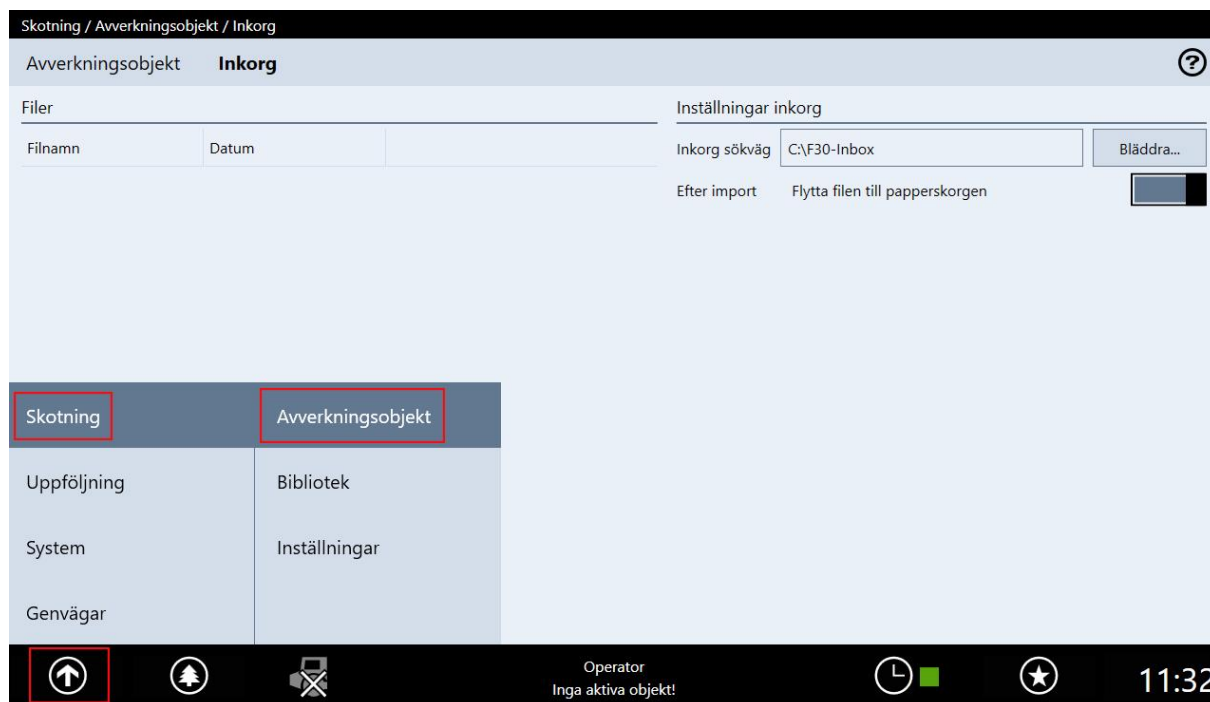 Skotning / Avverkningsobjekt / Inkorg
Avverkningsobjekt Inkorg ?
Filer
Filnamn Datum
Inställningar inkorg
Inkorg sökväg C:\F30-Inbox Bläddra...
Efter import Flytta filen till papperskorgen
Skotning Avverkningsobjekt
Uppföljning Bibliotek
System Inställningar
Genvägar
Operator
Inga aktiva objekt!
11:32